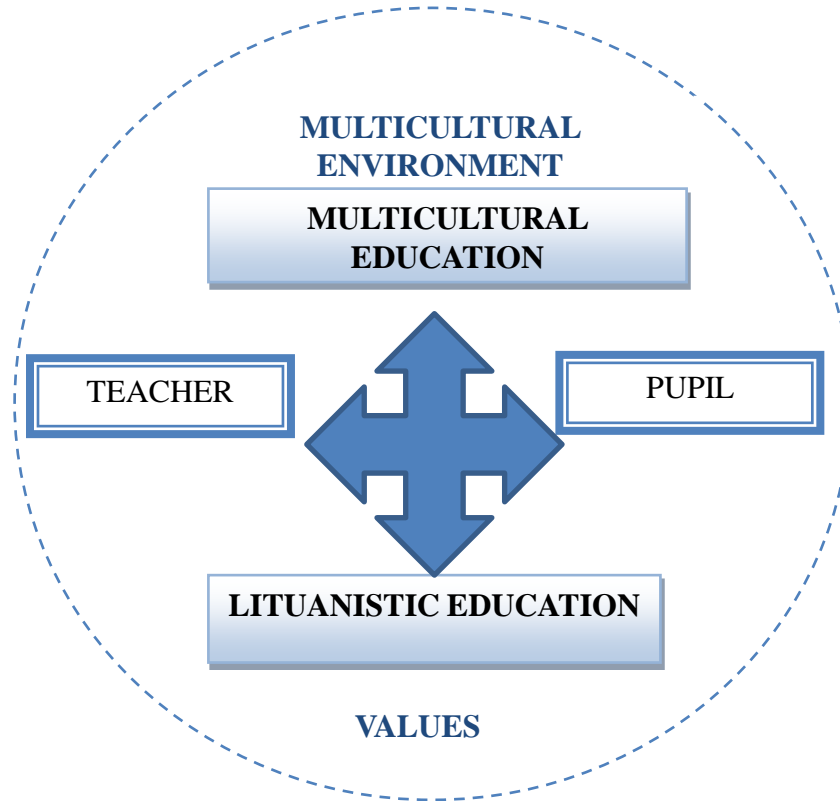 MULTICULTURAL
ENVIRONMENT
MULTICULTURAL
EDUCATION
TEACHER
PUPIL
LITUANISTIC EDUCATION
VALUES